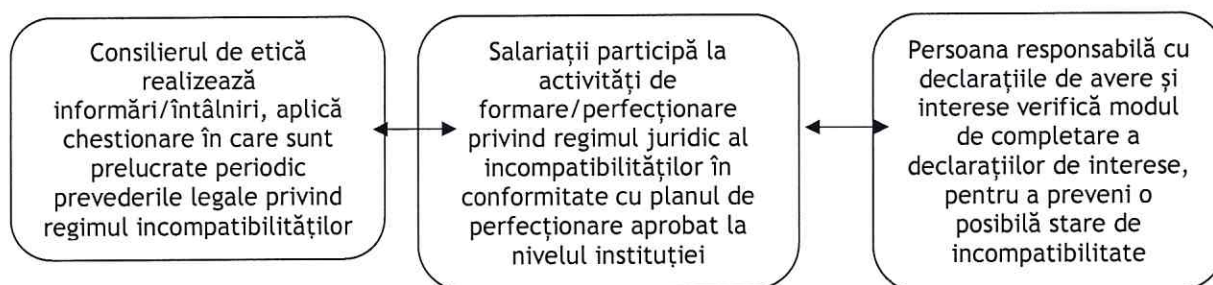 Consilierul de etică
realizează
informări/întâlniri, aplică
chestionare în care sunt
prelucrate periodic
prevederile legale privind
regimul incompatibilităților
Salariații participă la
activități de
formare/perfecționare
privind regimul juridic al
incompatibilităților în
conformitate cu planul de
perfecționare aprobat la
nivelul instituției
Persoana responsabilă cu
declarațiile de avere și
interese verifică modul
de completare a
declarațiilor de interese,
pentru a preveni o
posibilă stare de
incompatibilitate